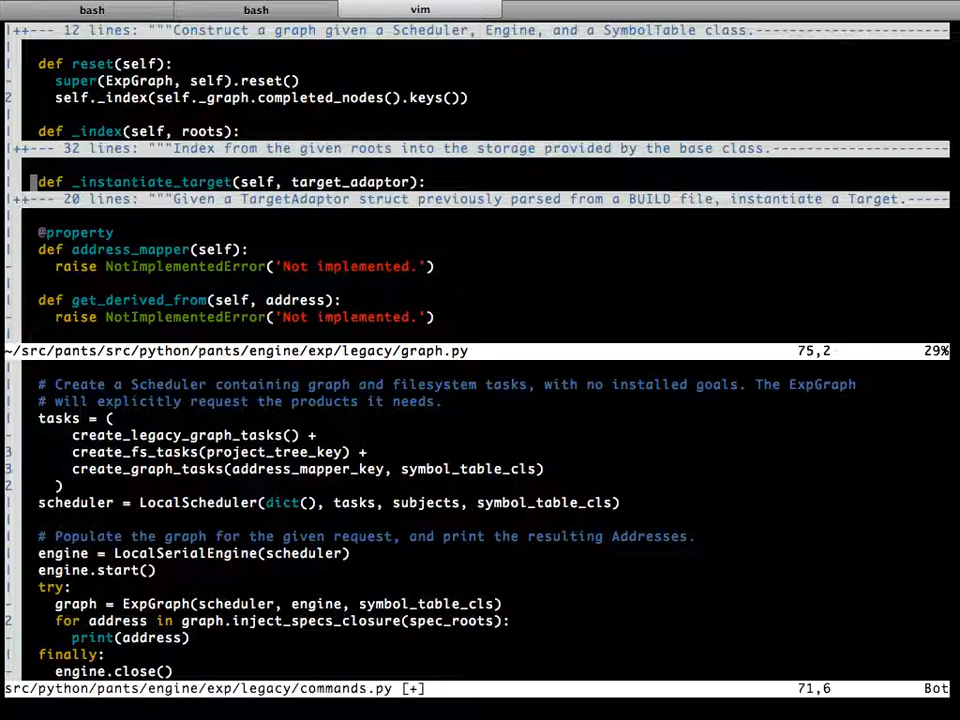 bash bash vim
++--- 12 lines: """Construct a graph given a Scheduler, Engine, and a SymbolTable class.-----------------------
def reset(self):
super(ExpGraph, self).reset()
2 self._index(self._graph.completed_nodes().keys())
def _index(self, roots):
++--- 32 lines: """Index from the given roots into the storage provided by the base class.---------------------
def _instantiate_target(self, target_adaptor):
++--- 20 lines: """Given a TargetAdaptor struct previously parsed from a BUILD file, instantiate a Target.-----
@property
def address_mapper(self):
raise NotImplementedError('Not implemented.')
def get_derived_from(self, address):
raise NotImplementedError('Not implemented.')
~/src/pants/src/python/pants/engine/exp/legacy/graph.py 75,2 29%
# Create a Scheduler containing graph and filesystem tasks, with no installed goals. The ExpGraph
# will explicitly request the products it needs.
tasks = (
create_legacy_graph_tasks() +
3 create_fs_tasks(project_tree_key) +
3 create_graph_tasks(address_mapper_key, symbol_table_cls)
2 )
scheduler = LocalScheduler(dict(), tasks, subjects, symbol_table_cls)
# Populate the graph for the given request, and print the resulting Addresses.
engine = LocalSerialEngine(scheduler)
engine.start()
try:
graph = ExpGraph(scheduler, engine, symbol_table_cls)
2 for address in graph.inject_specs_closure(spec_roots):
print(address)
finally:
engine.close()
src/python/pants/engine/exp/legacy/commands.py [+] 71,6 Bot